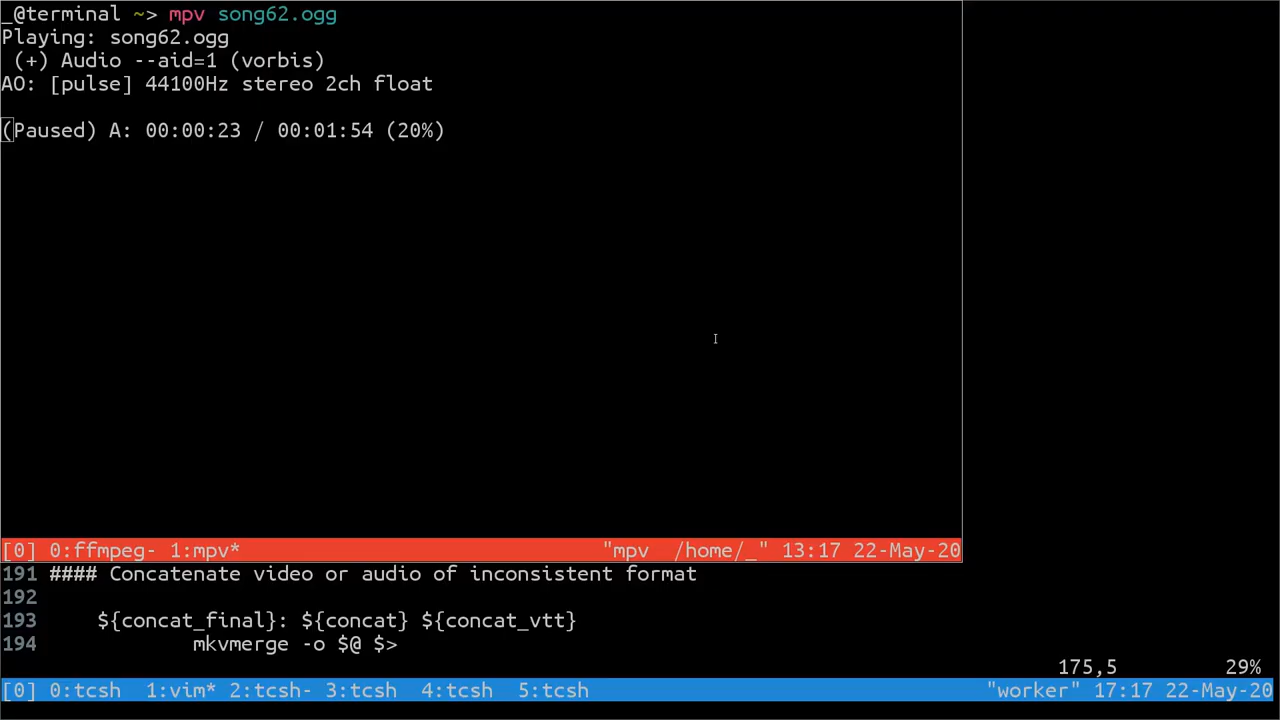 _@terminal ~> mpv song62.ogg
Playing: song62.ogg
(+) Audio --aid=1 (vorbis)
AO: [pulse] 44100Hz stereo 2ch float
(Paused) A: 00:00:23 / 00:01:54 (20%)
[0] 0:ffmpeg- 1:mpv* "mpv /home/_" 13:17 22-May-20
191 #### Concatenate video or audio of inconsistent format
192
193 ${concat_final}: ${concat} ${concat_vtt}
194 mkvmerge -o $@ $>
175,5 29%
[0] 0:tcsh 1:vim* 2:tcsh- 3:tcsh 4:tcsh 5:tcsh "worker" 17:17 22-May-20